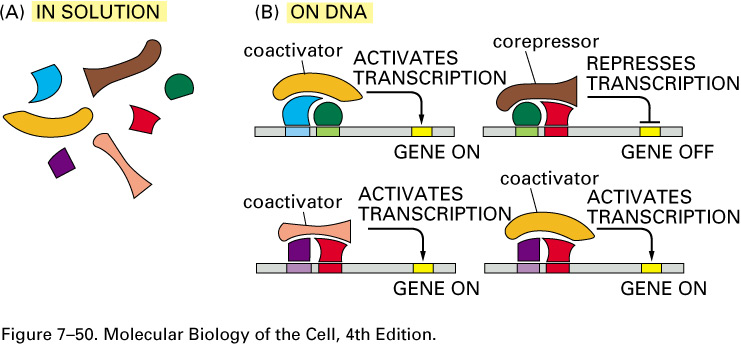 (A) IN SOLUTION
(B) ON DNA
coactivator
ACTIVATES
TRANSCRIPTION
GENE ON
corepressor
REPRESSES
TRANSCRIPTION
GENE OFF
coactivator
ACTIVATES
TRANSCRIPTION
GENE ON
coactivator
ACTIVATES
TRANSCRIPTION
GENE ON
Figure 7–50. Molecular Biology of the Cell, 4th Edition.